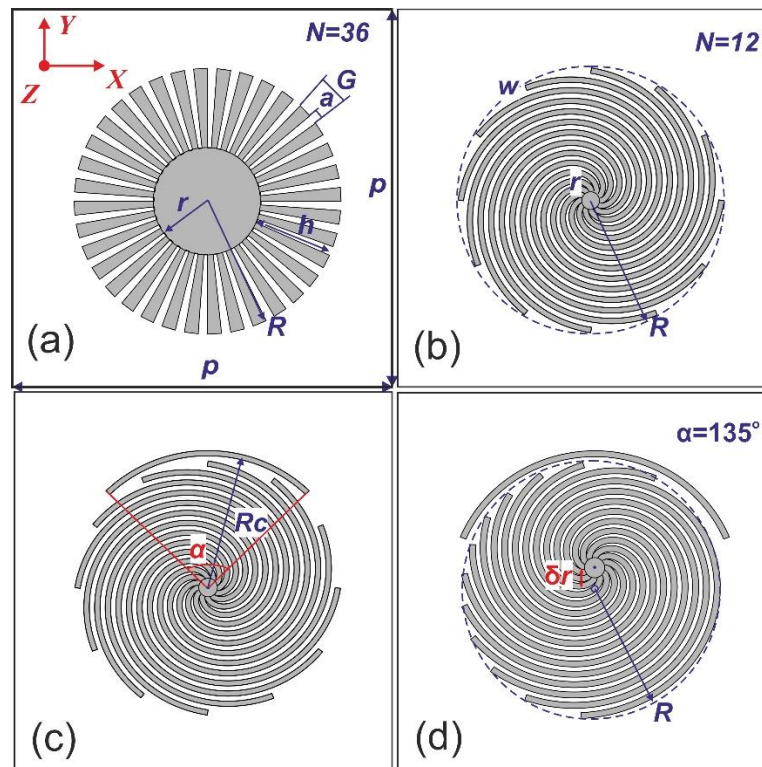 Y
X
Z
N=36
G
a
r
h
R
p
p
(a)
N=12
w
r
R
(b)
Rc
α
(c)
α=135°
δr
R
(d)